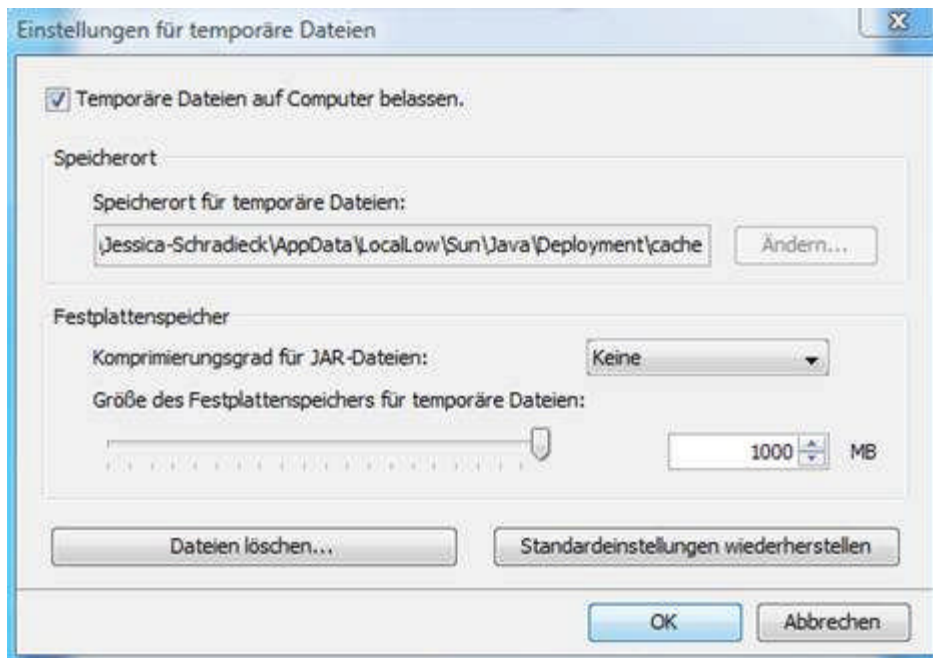 Einstellungen für temporäre Dateien
Temporäre Dateien auf Computer belassen.
Speicherort
Speicherort für temporäre Dateien:
\Jessica-Schradieck\AppData\LocalLow\Sun\Java\Deployment\cache
Ändern...
Festplattenspeicher
Komprimierungsgrad für JAR-Dateien:
Keine
Größe des Festplattenspeichers für temporäre Dateien:
1000 MB
Dateien löschen...
Standardeinstellungen wiederherstellen
OK
Abbrechen